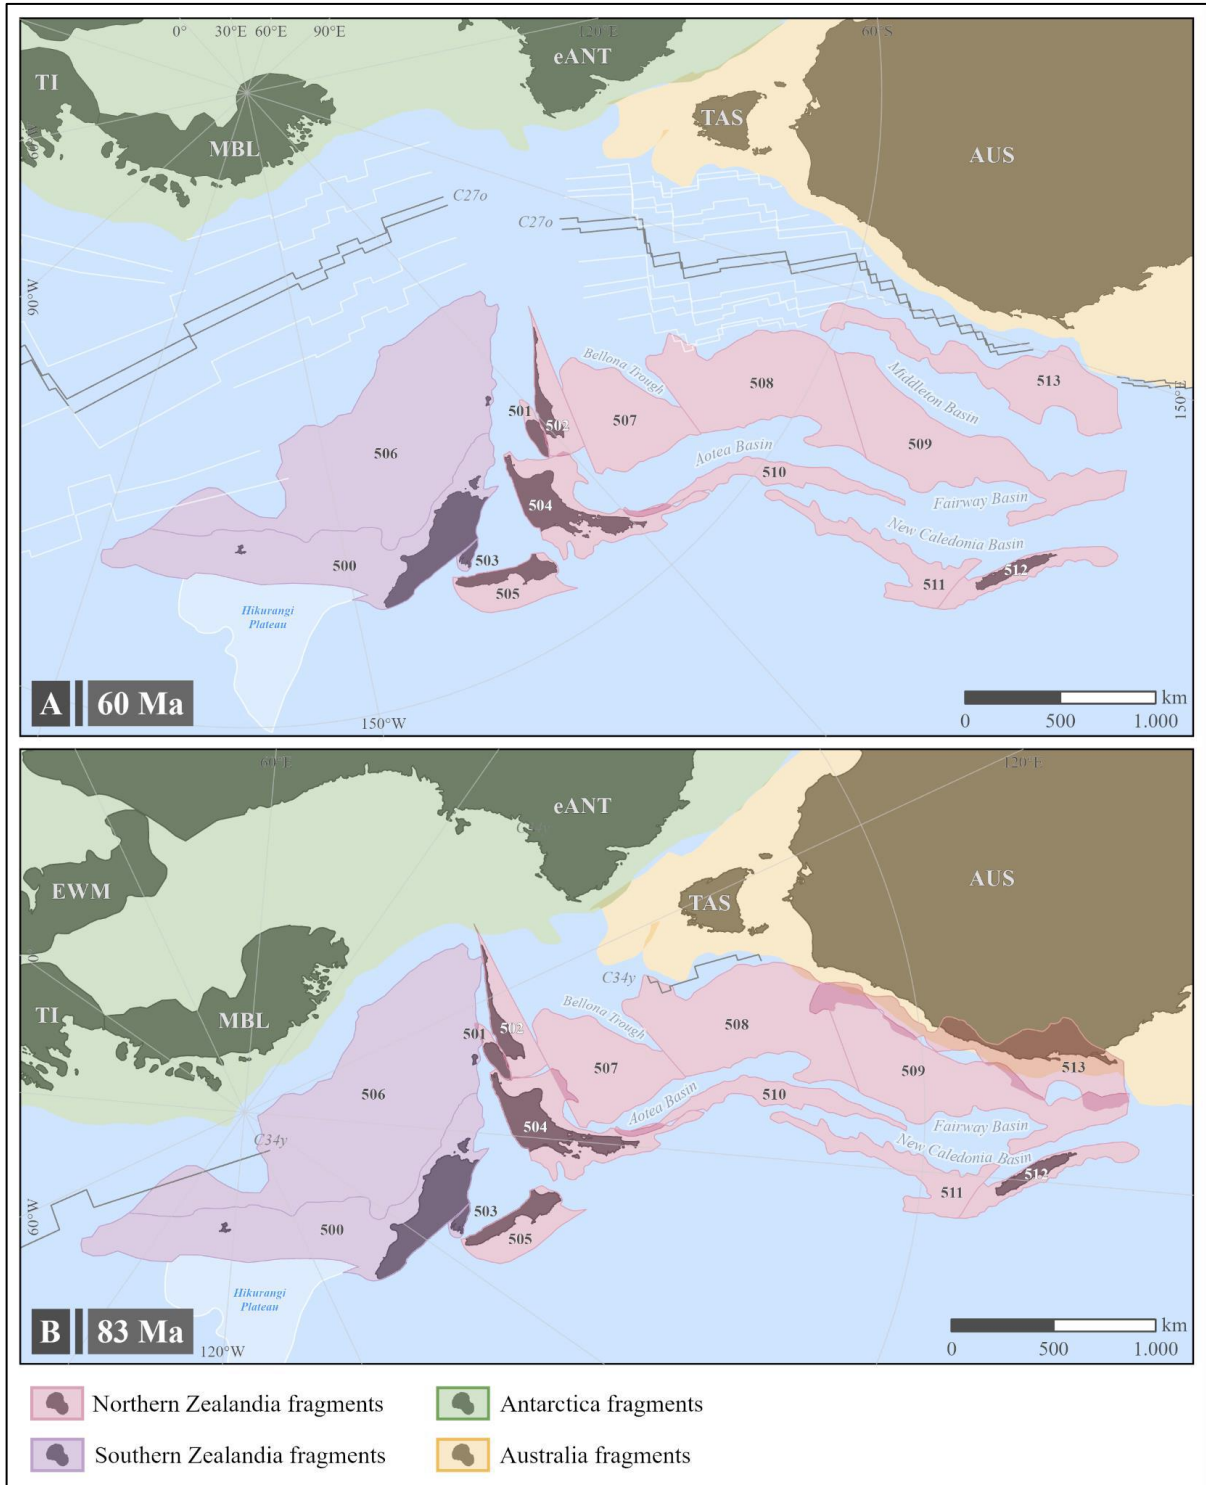 0° 30°E 60°E 90°E 120°E 60°S
eANT
TI
TAS
60°W
MBL
AUS
C27o
C27o
90°W
Bellona Trough
508
Middleton Basin
513
150°E
501
502
507
506
Aotea Basin
509
510
504
Fairway Basin
New Caledonia Basin
503
500
512
511
505
Hikurangi
Plateau
A 60 Ma
150°W
km
0 500 1.000
60°E 120°E
eANT
EWM
AUS
TAS
0°
C34y
TI
MBL
Bellona Trough
508
501
502
507
513
509
506
Aotea Basin
510
504
Fairway Basin
C34y
New Caledonia Basin
512
511
60°W
503
500
505
Hikurangi
Plateau
B 83 Ma
120°W
km
0 500 1.000
Northern Zealandia fragments
Antarctica fragments
Southern Zealandia fragments
Australia fragments